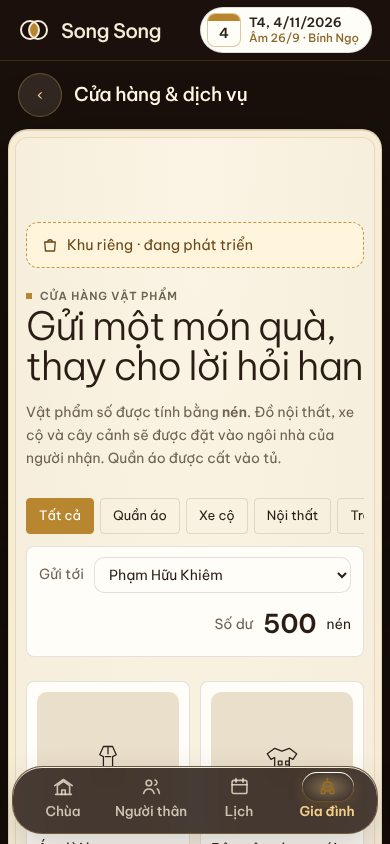 Song Song
4
T4, 4/11/2026
Âm 26/9 · Bính Ngọ
Cửa hàng & dịch vụ
Khu riêng · đang phát triển
CỬA HÀNG VẬT PHẨM
Gửi một món quà,
thay cho lời hỏi han
Vật phẩm số được tính bằng nén. Đồ nội thất, xe
cộ và cây cảnh sẽ được đặt vào ngôi nhà của
người nhận. Quần áo được cất vào tủ.
Tất cả
Quần áo
Xe cộ
Nội thất
Gửi tới
Phạm Hữu Khiêm
Số dư 500 nén
Chùa
Người thân
Lịch
Gia đình